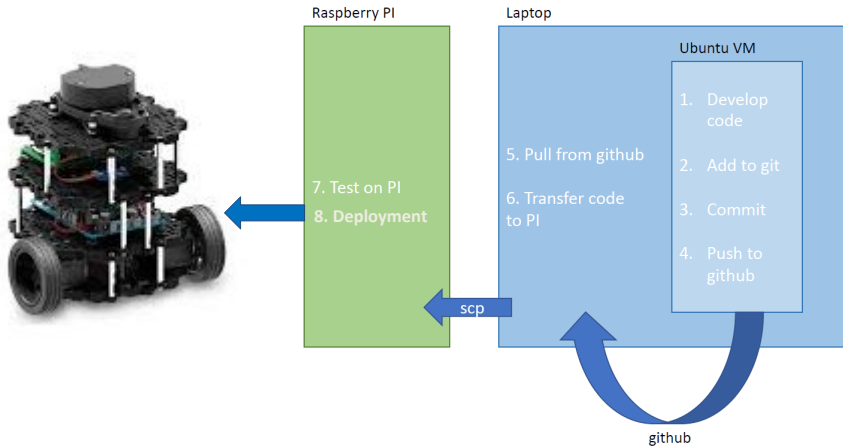 Raspberry PI
Laptop
Ubuntu VM
1. Develop
code
2. Add to git
3. Commit
4. Push to
github
5. Pull from github
6. Transfer code
to PI
7. Test on PI
8. Deployment
scp
github